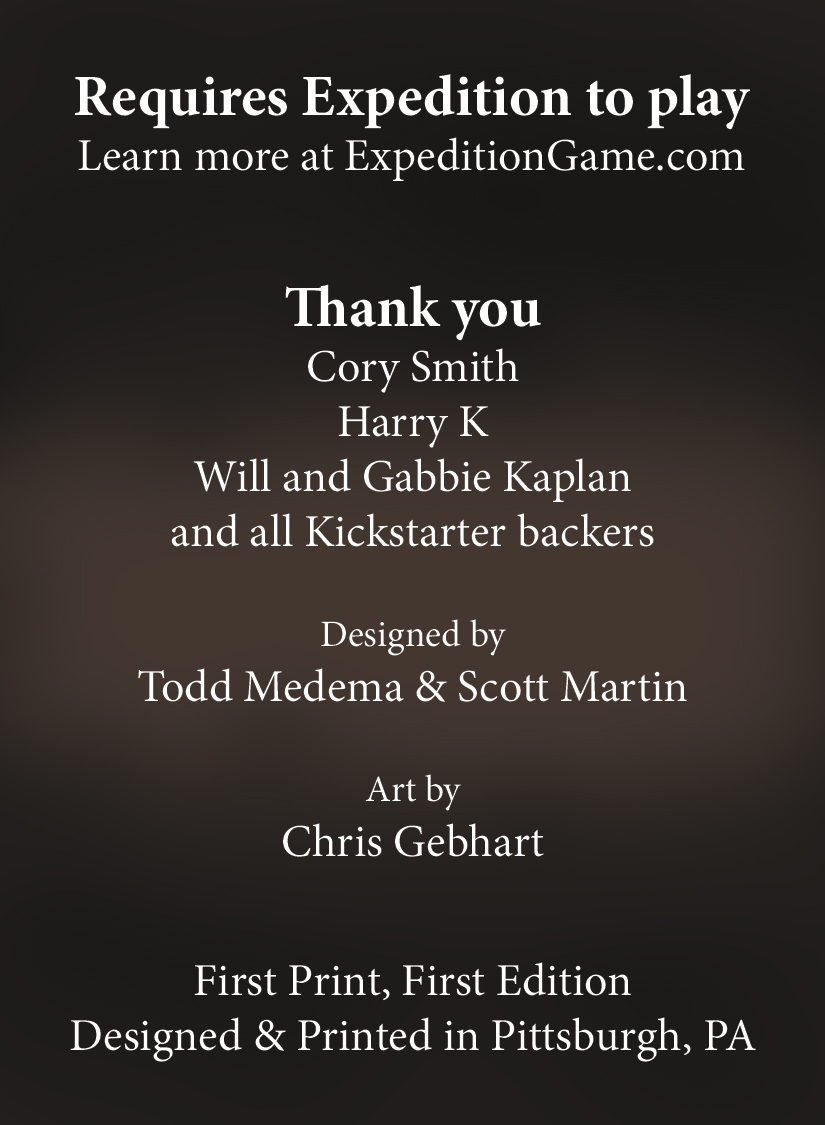 Requires Expedition to play
Learn more at ExpeditionGame.com
Thank you
Cory Smith
Harry K
Will and Gabbie Kaplan
and all Kickstarter backers
Designed by
Todd Medema & Scott Martin
Art by
Chris Gebhart
First Print, First Edition
Designed & Printed in Pittsburgh, PA